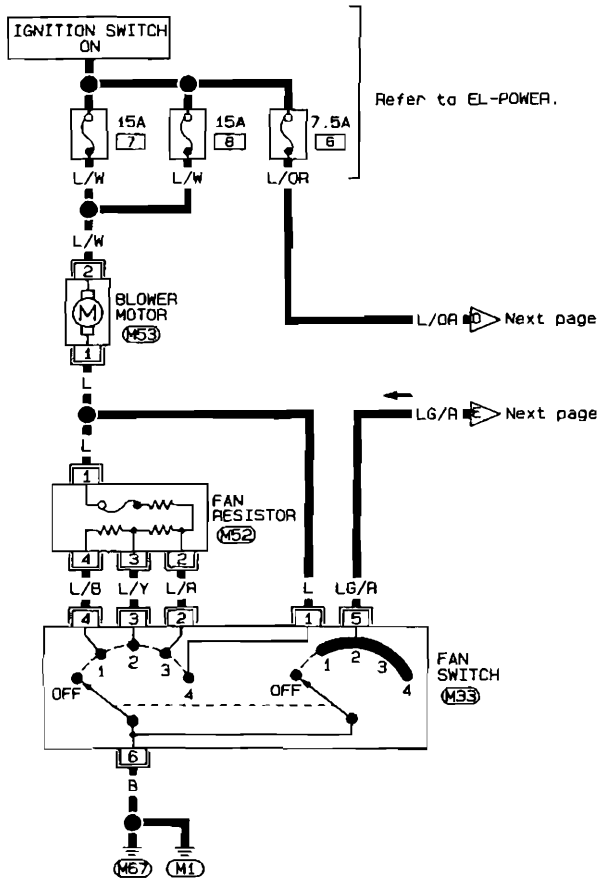 IGNITION SWITCH
ON
Refer to EL-POWER.
15A
7
15A
8
7.5A
6
L/W
L/W
L/OR
L/W
2
BLOWER
MOTOR
M53
M
1
L/OR
D
Next page
L
LG/R
E
Next page
L
1
FAN
RESISTOR
M52
4
3
2
L/B
L/Y
L/R
L
LG/R
4
3
2
1
5
1
2
3
4
OFF
1
2
3
4
OFF
FAN
SWITCH
M33
6
B
M67
M1